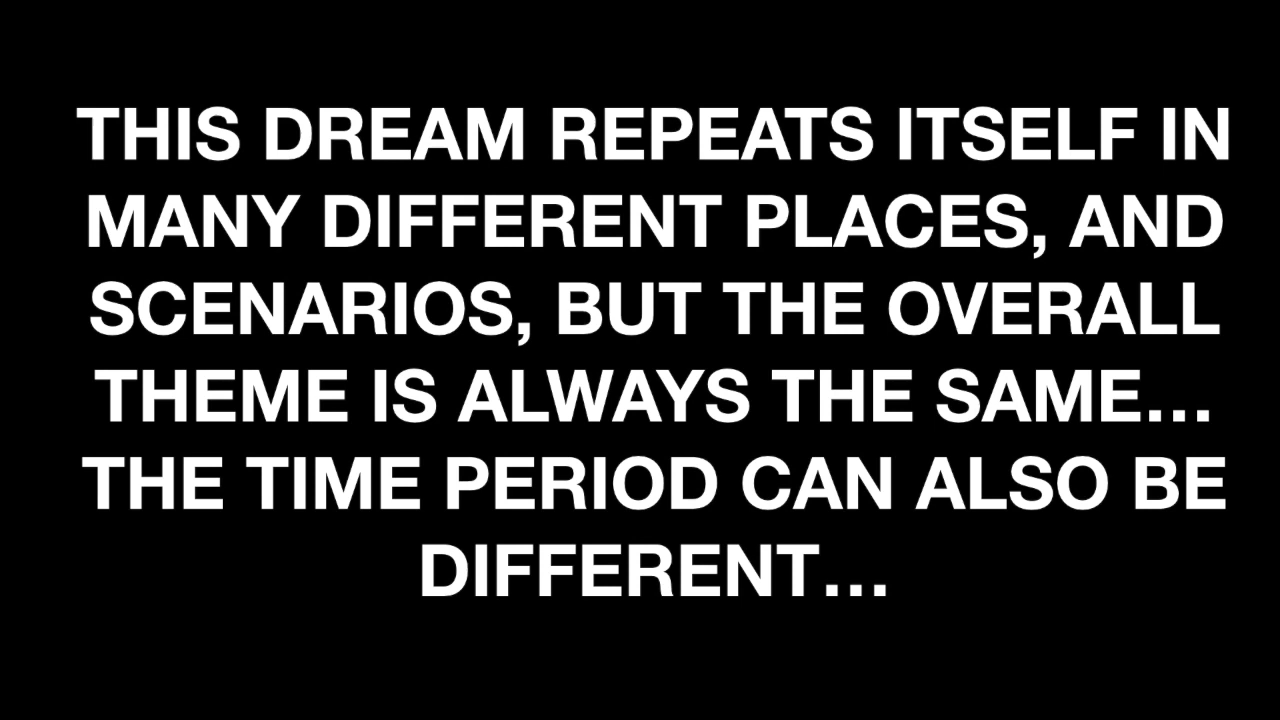 THIS DREAM REPEATS ITSELF IN
MANY DIFFERENT PLACES, AND
SCENARIOS, BUT THE OVERALL
THEME IS ALWAYS THE SAME…
THE TIME PERIOD CAN ALSO BE
DIFFERENT…